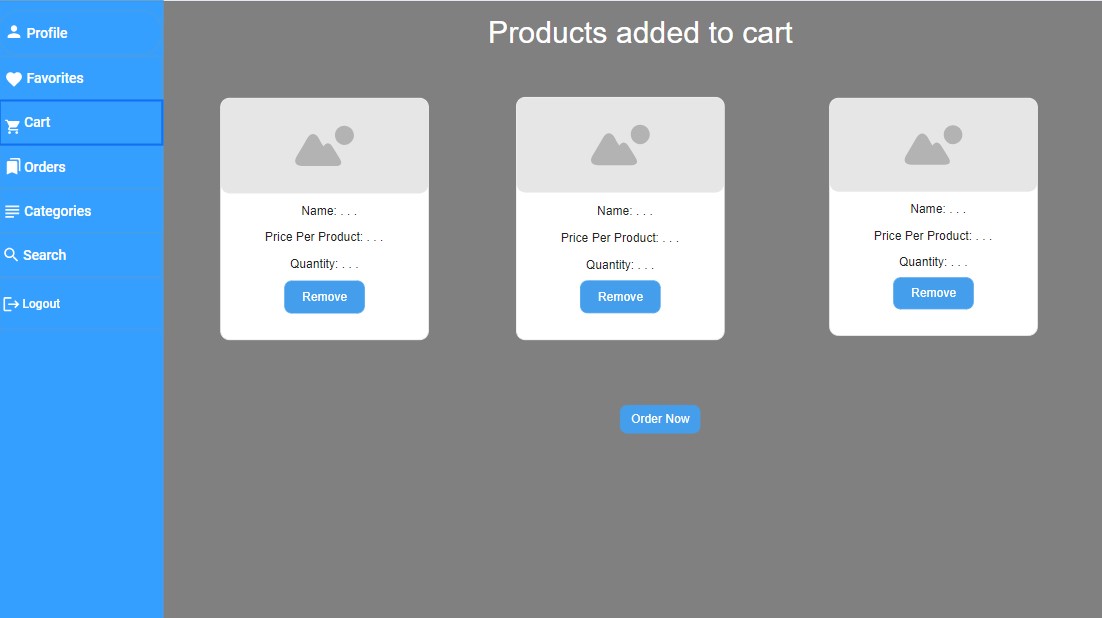 Profile
Favorites
Cart
Orders
Categories
Search
Logout
Products added to cart
Name: . . .
Price Per Product: . . .
Quantity: . . .
Remove
Name: . . .
Price Per Product: . . .
Quantity: . . .
Remove
Name: . . .
Price Per Product: . . .
Quantity: . . .
Remove
Order Now